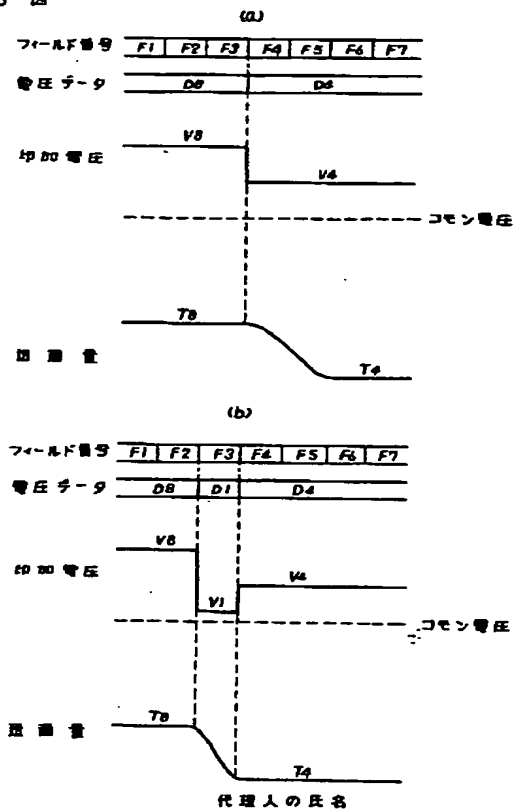 (a)
フィールド番号 F1 F2 F3 F4 F5 F6 F7
電圧データ D8 D4
V8
印加電圧 V4
コモン電圧
T8
透過量 T4
(b)
フィールド番号 F1 F2 F3 F4 F5 F6 F7
電圧データ D8 D1 D4
V8
印加電圧 V4
V1
コモン電圧
T8
透過量
T4
代理人の氏名